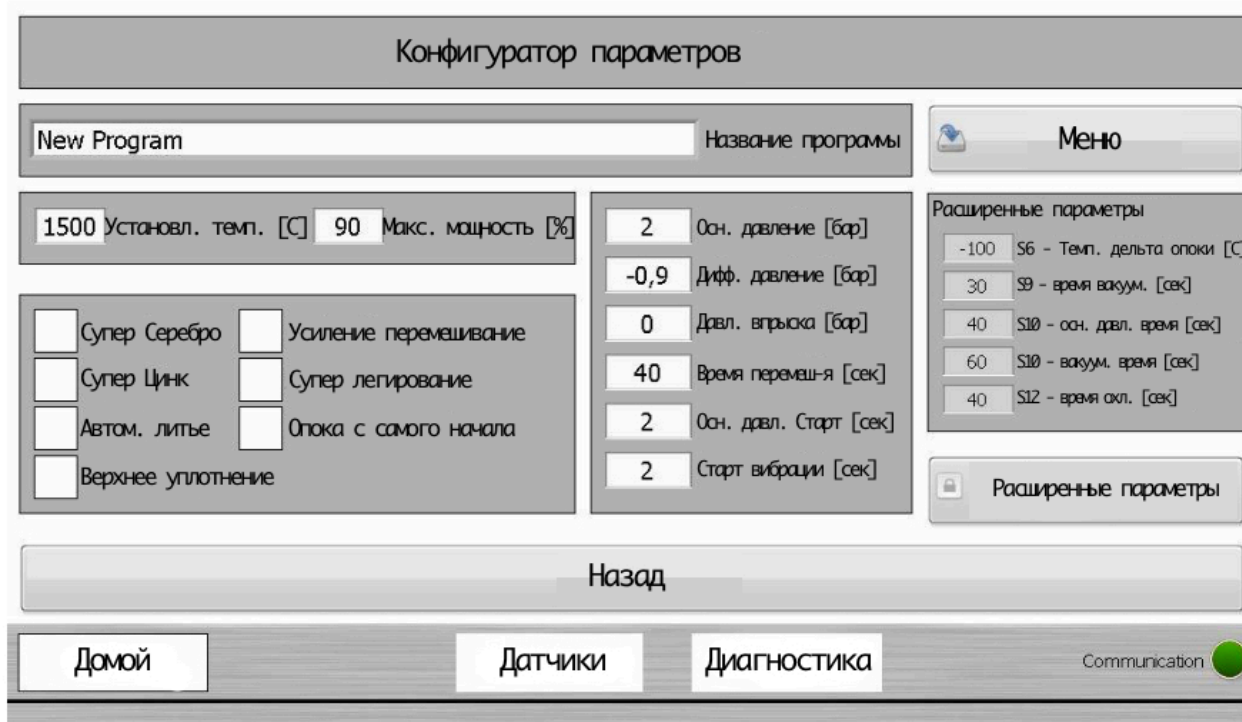 Конфигуратор параметров
New Program Название программы
Меню
1500 Установл. темп. [C] 90 Макс. мощность [%]
Супер Серебро Усиление перемешивание
Супер Цинк Супер легирование
Автом. литье Опока с самого начала
Верхнее уплотнение
2 Осн. давление [бар]
-0,9 Дифф. давление [бар]
0 Давл. впрыска [бар]
40 Время перемеш-я [сек]
2 Осн. давл. Старт [сек]
2 Старт вибрации [сек]
Расширенные параметры
-100 S6 - Темп. дельта опоки [C
30 S9 - время вакуум. [сек]
40 S10 - осн. давл. время [сек]
60 S10 - вакуум. время [сек]
40 S12 - время охл. [сек]
Расширенные параметры
Назад
Домой Датчики Диагностика Communication